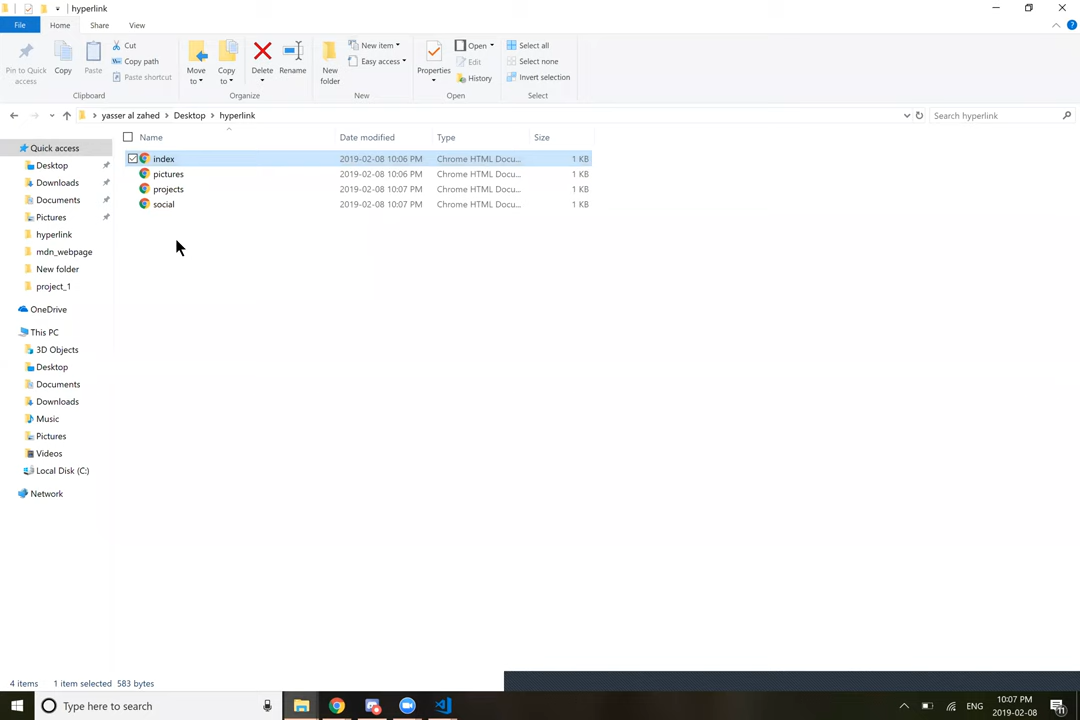 hyperlink
File Home Share View
Pin to Quick access
Copy
Paste
Cut
Copy path
Paste shortcut
Clipboard
Move to
Copy to
Delete
Rename
Organize
New folder
New item
Easy access
New
Properties
Open
Edit
History
Open
Select all
Select none
Invert selection
Select
yasser al zahed Desktop hyperlink
Search hyperlink
Name Date modified Type Size
index 2019-02-08 10:06 PM Chrome HTML Docu... 1 KB
pictures 2019-02-08 10:06 PM Chrome HTML Docu... 1 KB
projects 2019-02-08 10:07 PM Chrome HTML Docu... 1 KB
social 2019-02-08 10:07 PM Chrome HTML Docu... 1 KB
Quick access
Desktop
Downloads
Documents
Pictures
hyperlink
mdn_webpage
New folder
project_1
OneDrive
This PC
3D Objects
Desktop
Documents
Downloads
Music
Pictures
Videos
Local Disk (C:)
Network
4 items 1 item selected 583 bytes
Type here to search
ENG
10:07 PM
2019-02-08